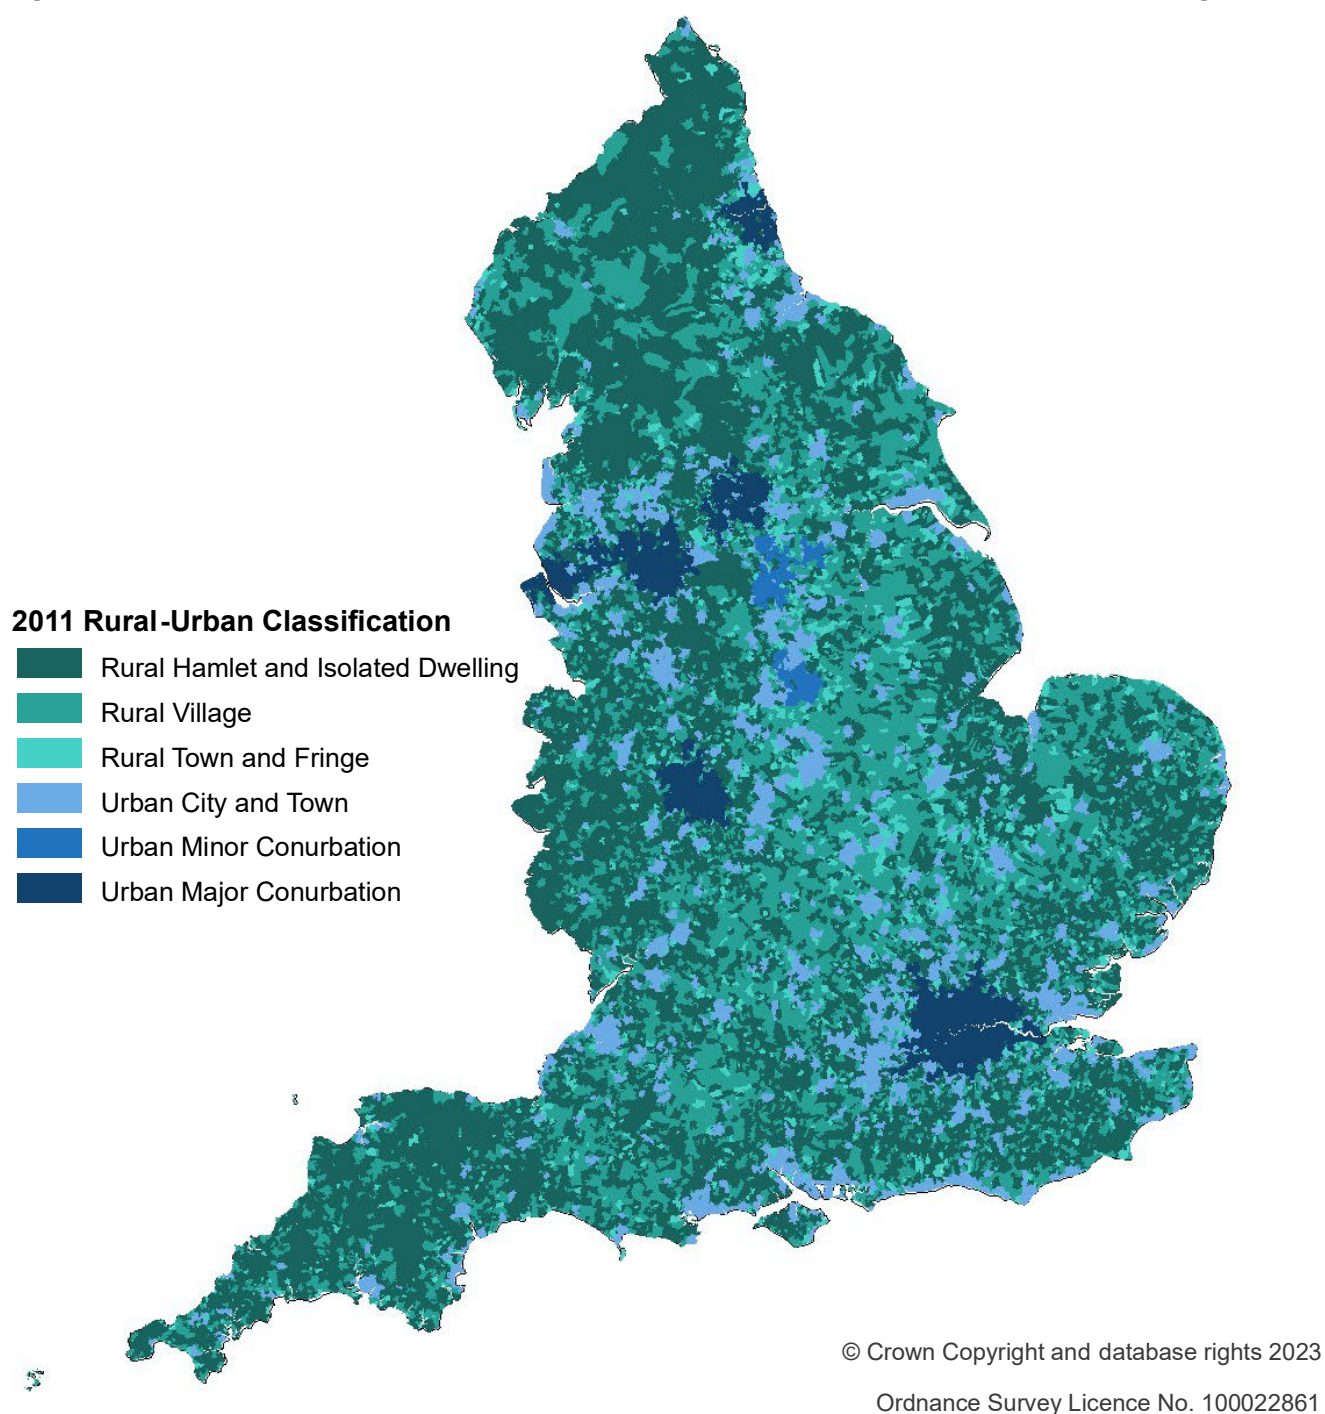 2011 Rural-Urban Classification
Rural Hamlet and Isolated Dwelling
Rural Village
Rural Town and Fringe
Urban City and Town
Urban Minor Conurbation
Urban Major Conurbation
© Crown Copyright and database rights 2023
Ordnance Survey Licence No. 100022861